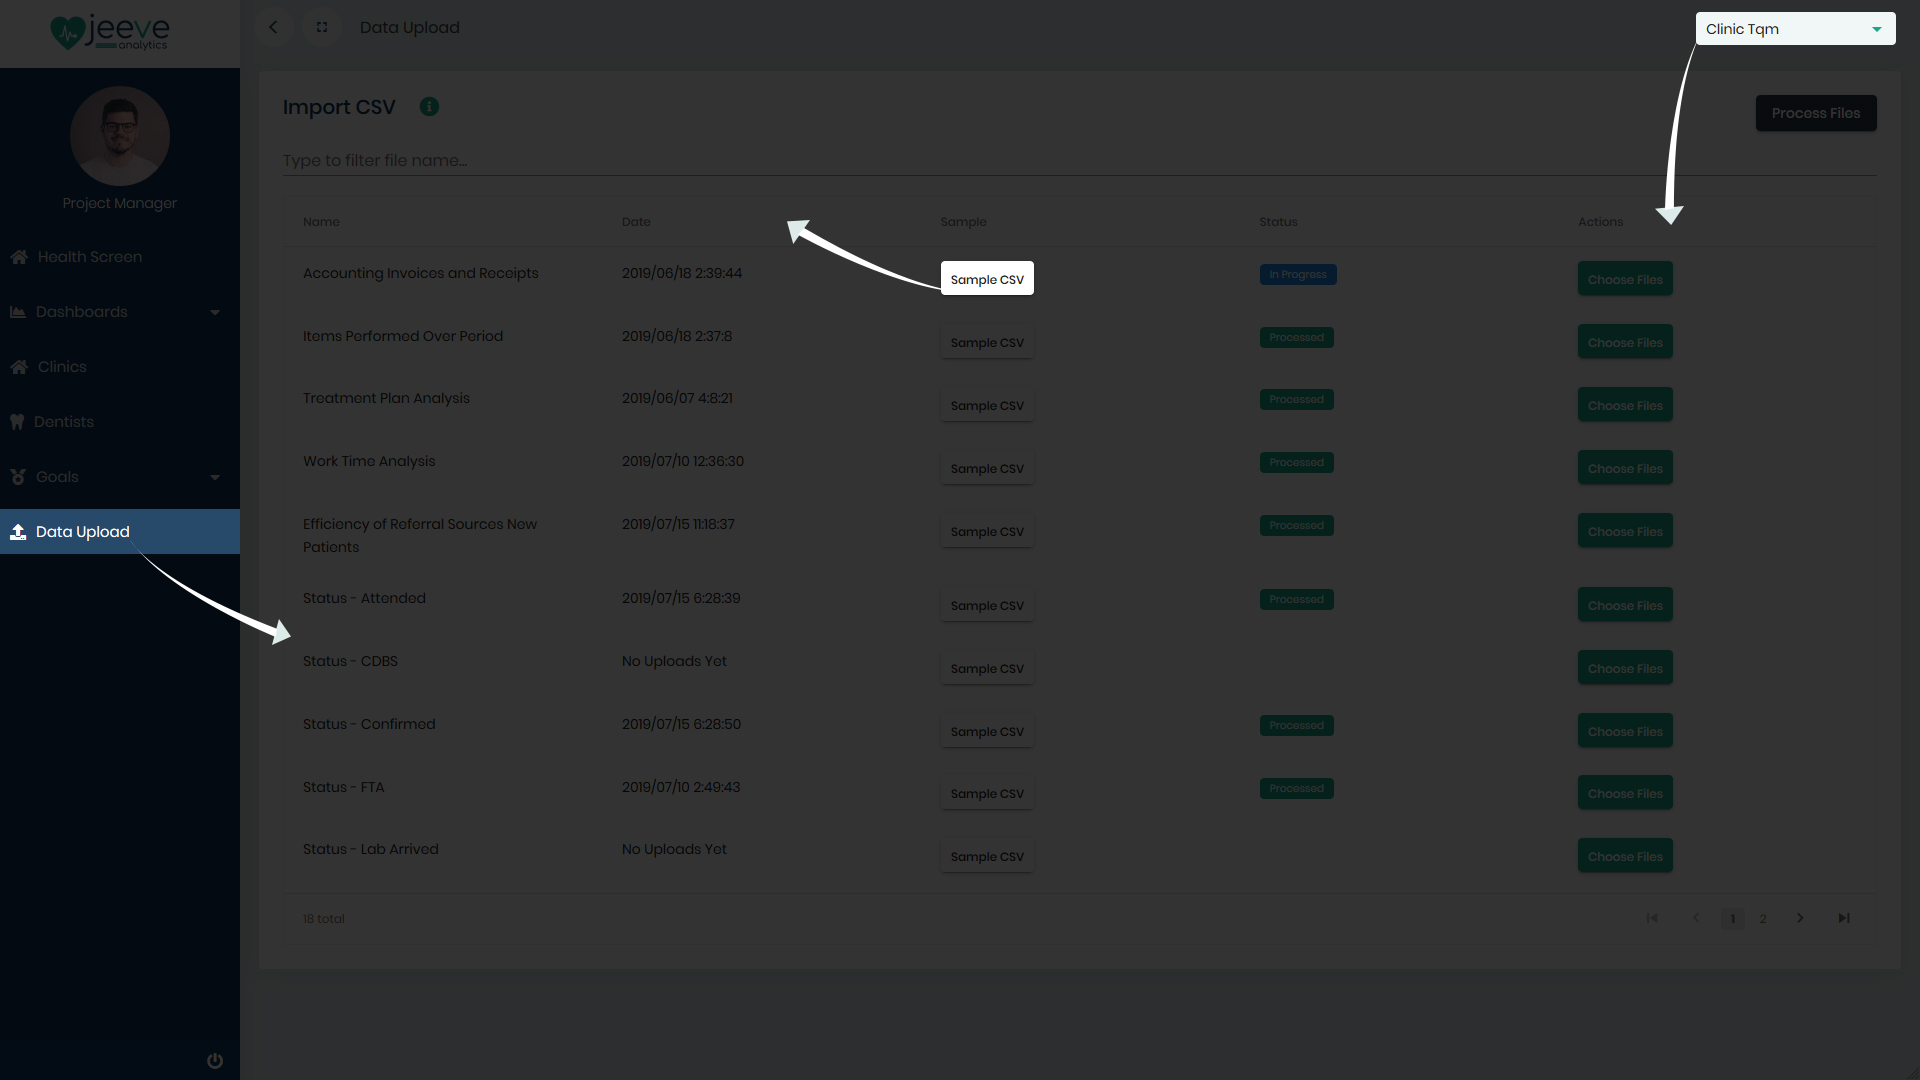 jeeve
analytics
Data Upload
Clinic Tqm
Project Manager
Health Screen
Dashboards
Clinics
Dentists
Goals
Data Upload
Import CSV
Process Files
Type to filter file name...
Name Date Sample Status Actions
Accounting Invoices and Receipts 2019/06/18 2:39:44 Sample CSV In Progress Choose Files
Items Performed Over Period 2019/06/18 2:37:8 Sample CSV Processed Choose Files
Treatment Plan Analysis 2019/06/07 4:8:21 Sample CSV Processed Choose Files
Work Time Analysis 2019/07/10 12:36:30 Sample CSV Processed Choose Files
Efficiency of Referral Sources New 2019/07/15 11:18:37 Sample CSV Processed Choose Files
Patients
Status - Attended 2019/07/15 6:28:39 Sample CSV Processed Choose Files
Status - CDBS No Uploads Yet Sample CSV Choose Files
Status - Confirmed 2019/07/15 6:28:50 Sample CSV Processed Choose Files
Status - FTA 2019/07/10 2:49:43 Sample CSV Processed Choose Files
Status - Lab Arrived No Uploads Yet Sample CSV Choose Files
18 total 1 2